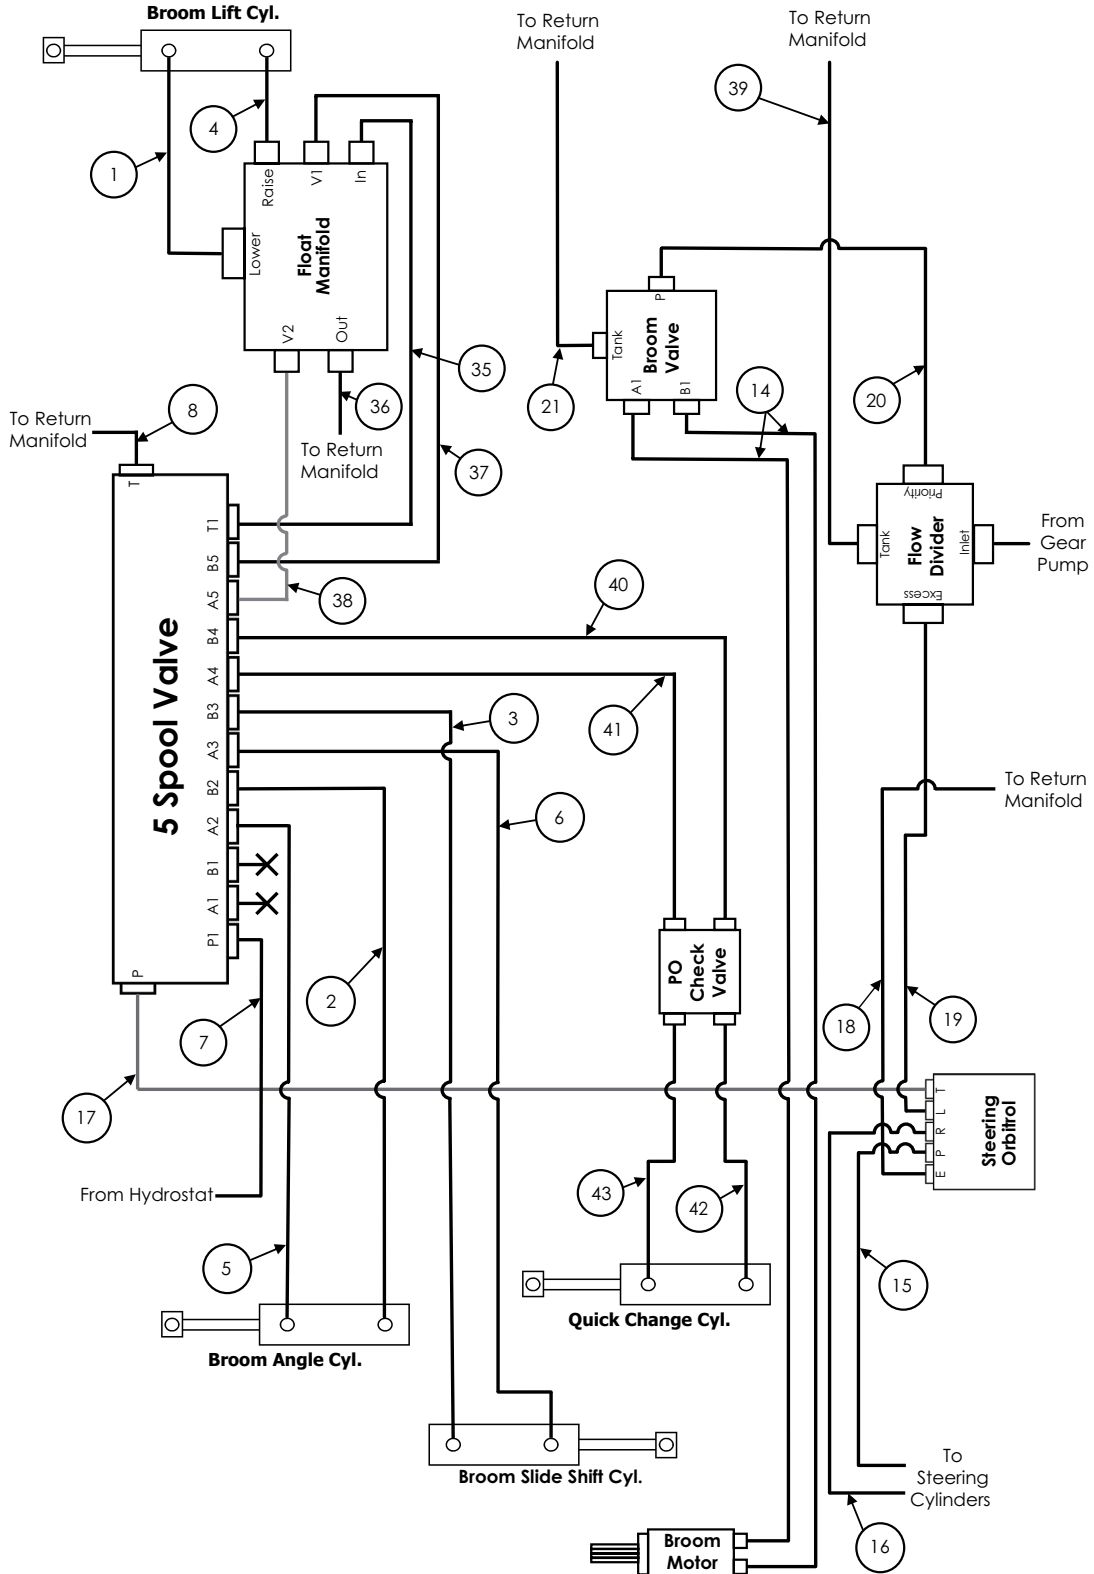 Broom Lift Cyl.
To Return
Manifold
To Return
Manifold
39
4
1
Raise
V1
In
Lower
Float
Manifold
V2
Out
P
Tank
Broom
Valve
A1
B1
35
14
21
20
36
8
To Return
Manifold
To Return
Manifold
37
T
Priority
Tank
Flow
Divider
Inlet
Excess
From
Gear
Pump
T1
B5
A5
B4
A4
B3
A3
B2
A2
B1
A1
P1
P
5 Spool Valve
38
40
3
41
6
To Return
Manifold
PO
Check
Valve
2
7
18
19
17
T
L
R
P
E
Steering
Orbitrol
From Hydrostat
43
42
5
15
Quick Change Cyl.
Broom Angle Cyl.
Broom Slide Shift Cyl.
To
Steering
Cylinders
16
Broom
Motor